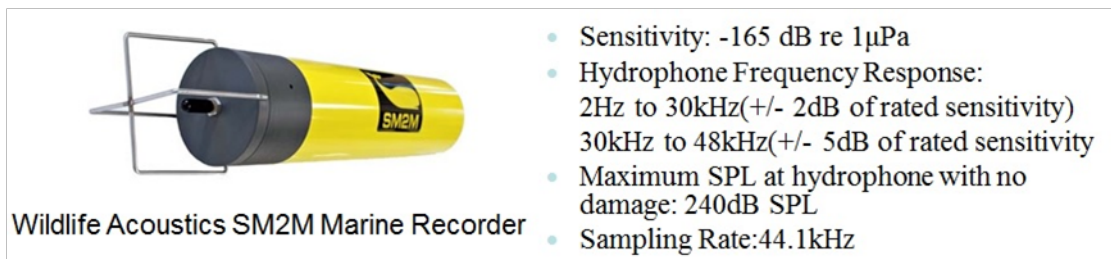 SM2M
Wildlife Acoustics SM2M Marine Recorder
• Sensitivity: -165 dB re 1μPa
• Hydrophone Frequency Response:
2Hz to 30kHz(+/- 2dB of rated sensitivity)
30kHz to 48kHz(+/- 5dB of rated sensitivity
• Maximum SPL at hydrophone with no
damage: 240dB SPL
• Sampling Rate:44.1kHz